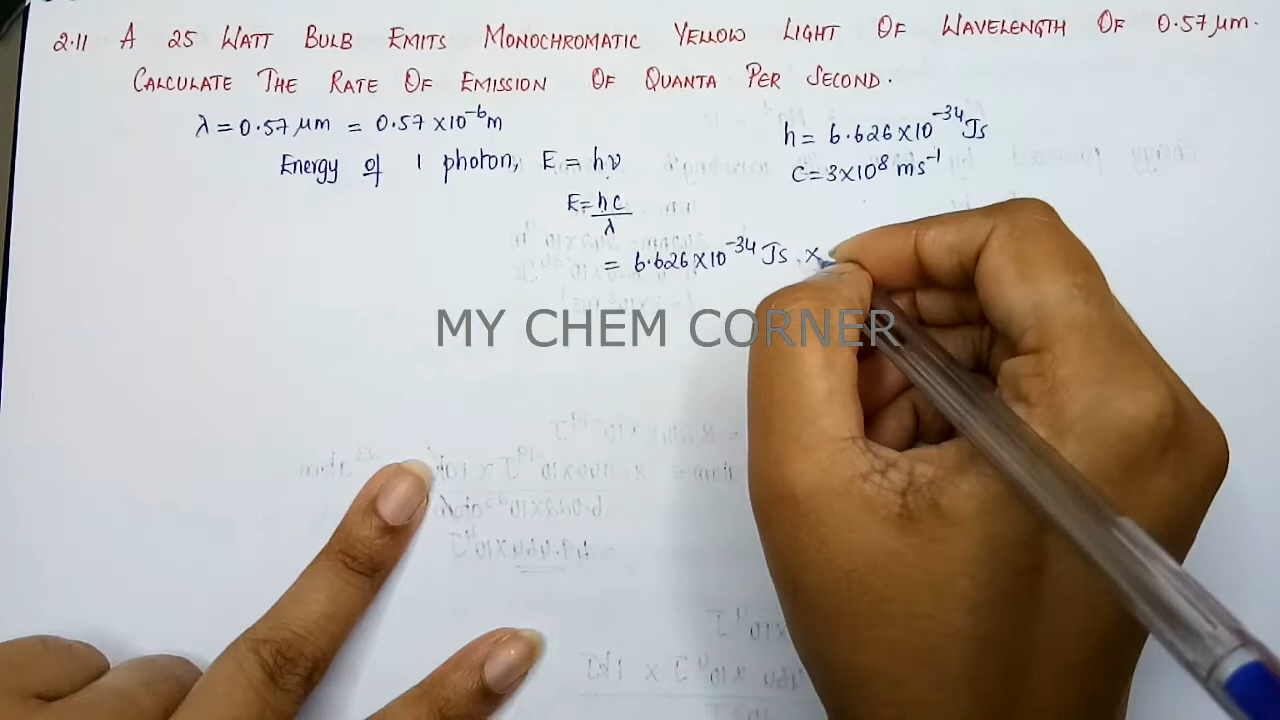 2.11 A 25 WATT BULB EMITS MONOCHROMATIC YELLOW LIGHT OF WAVELENGTH OF 0.57 μm.
CALCULATE THE RATE OF EMISSION OF QUANTA PER SECOND.
λ = 0.57 μm = 0.57 ×10⁻⁶m
h = 6.626×10⁻³⁴ Js
Energy of 1 photon, E = hν
C = 3×10⁸ ms⁻¹
E = hc/λ
= 6.626×10⁻³⁴ Js ×
MY CHEM CORNER